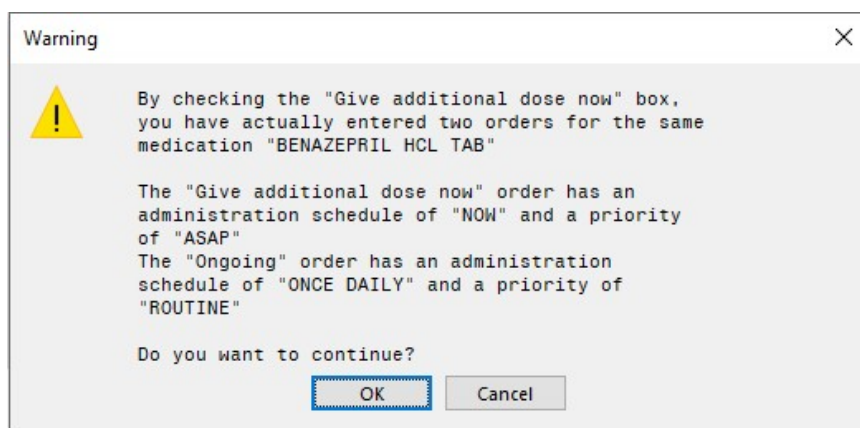 Warning
By checking the "Give additional dose now" box,
you have actually entered two orders for the same
medication "BENAZEPRIL HCL TAB"
The "Give additional dose now" order has an
administration schedule of "NOW" and a priority
of "ASAP"
The "Ongoing" order has an administration
schedule of "ONCE DAILY" and a priority of
"ROUTINE"
Do you want to continue?
OK
Cancel